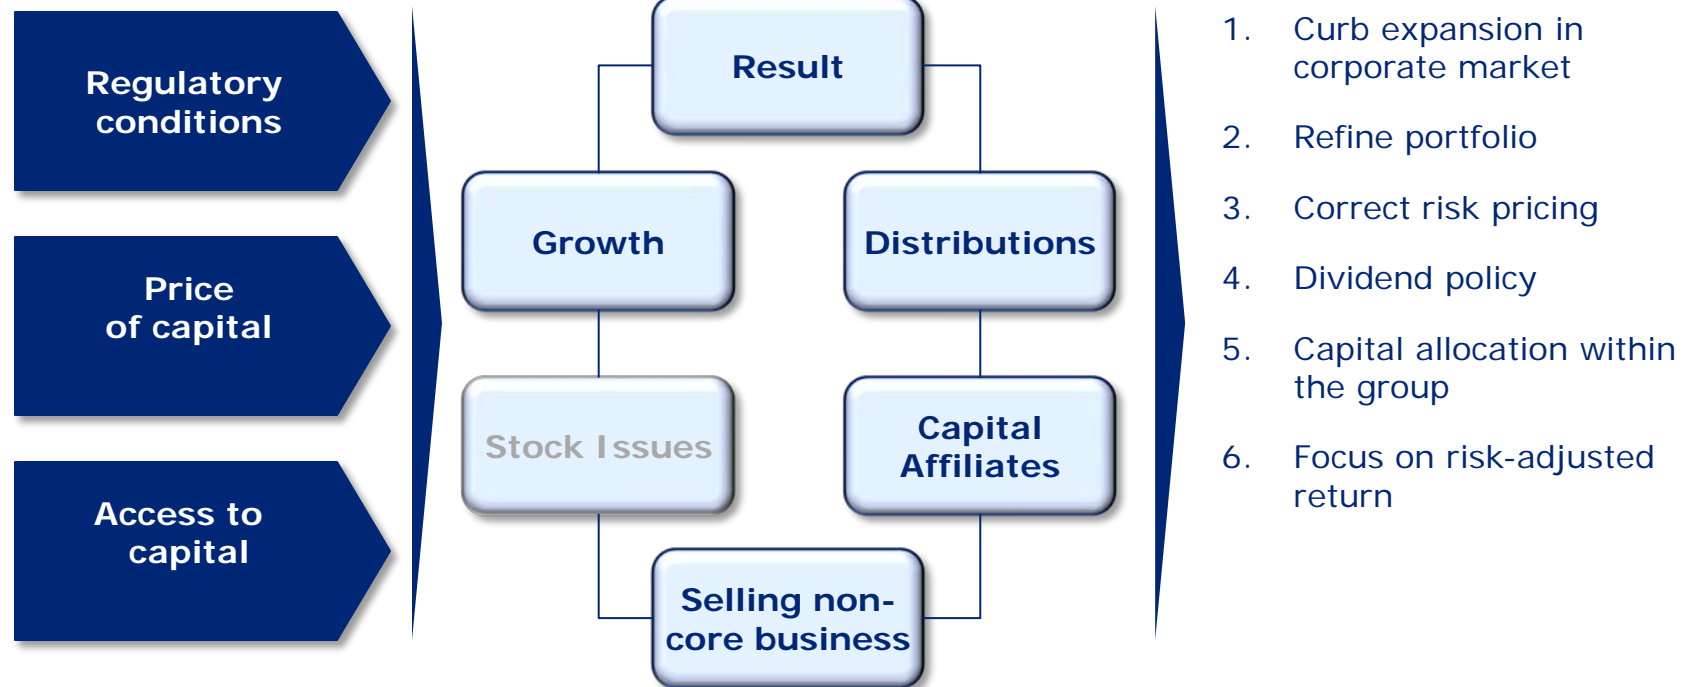 Regulatory
conditions
Price
of capital
Access to
capital
Result
Growth
Distributions
Stock Issues
Capital
Affiliates
Selling non-
core business
1. Curb expansion in
corporate market
2. Refine portfolio
3. Correct risk pricing
4. Dividend policy
5. Capital allocation within
the group
6. Focus on risk-adjusted
return